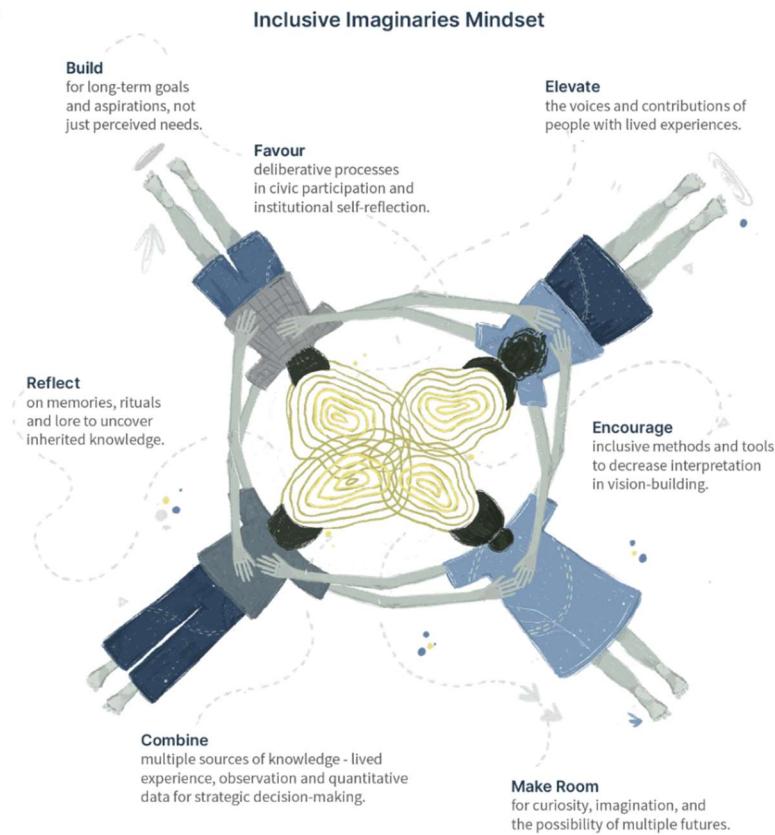 Inclusive Imaginaries Mindset
Build
for long-term goals
and aspirations, not
just perceived needs.
Elevate
the voices and contributions of
people with lived experiences.
Favour
deliberative processes
in civic participation and
institutional self-reflection.
Reflect
on memories, rituals
and lore to uncover
inherited knowledge.
Encourage
inclusive methods and tools
to decrease interpretation
in vision-building.
Combine
multiple sources of knowledge - lived
experience, observation and quantitative
data for strategic decision-making.
Make Room
for curiosity, imagination, and
the possibility of multiple futures.